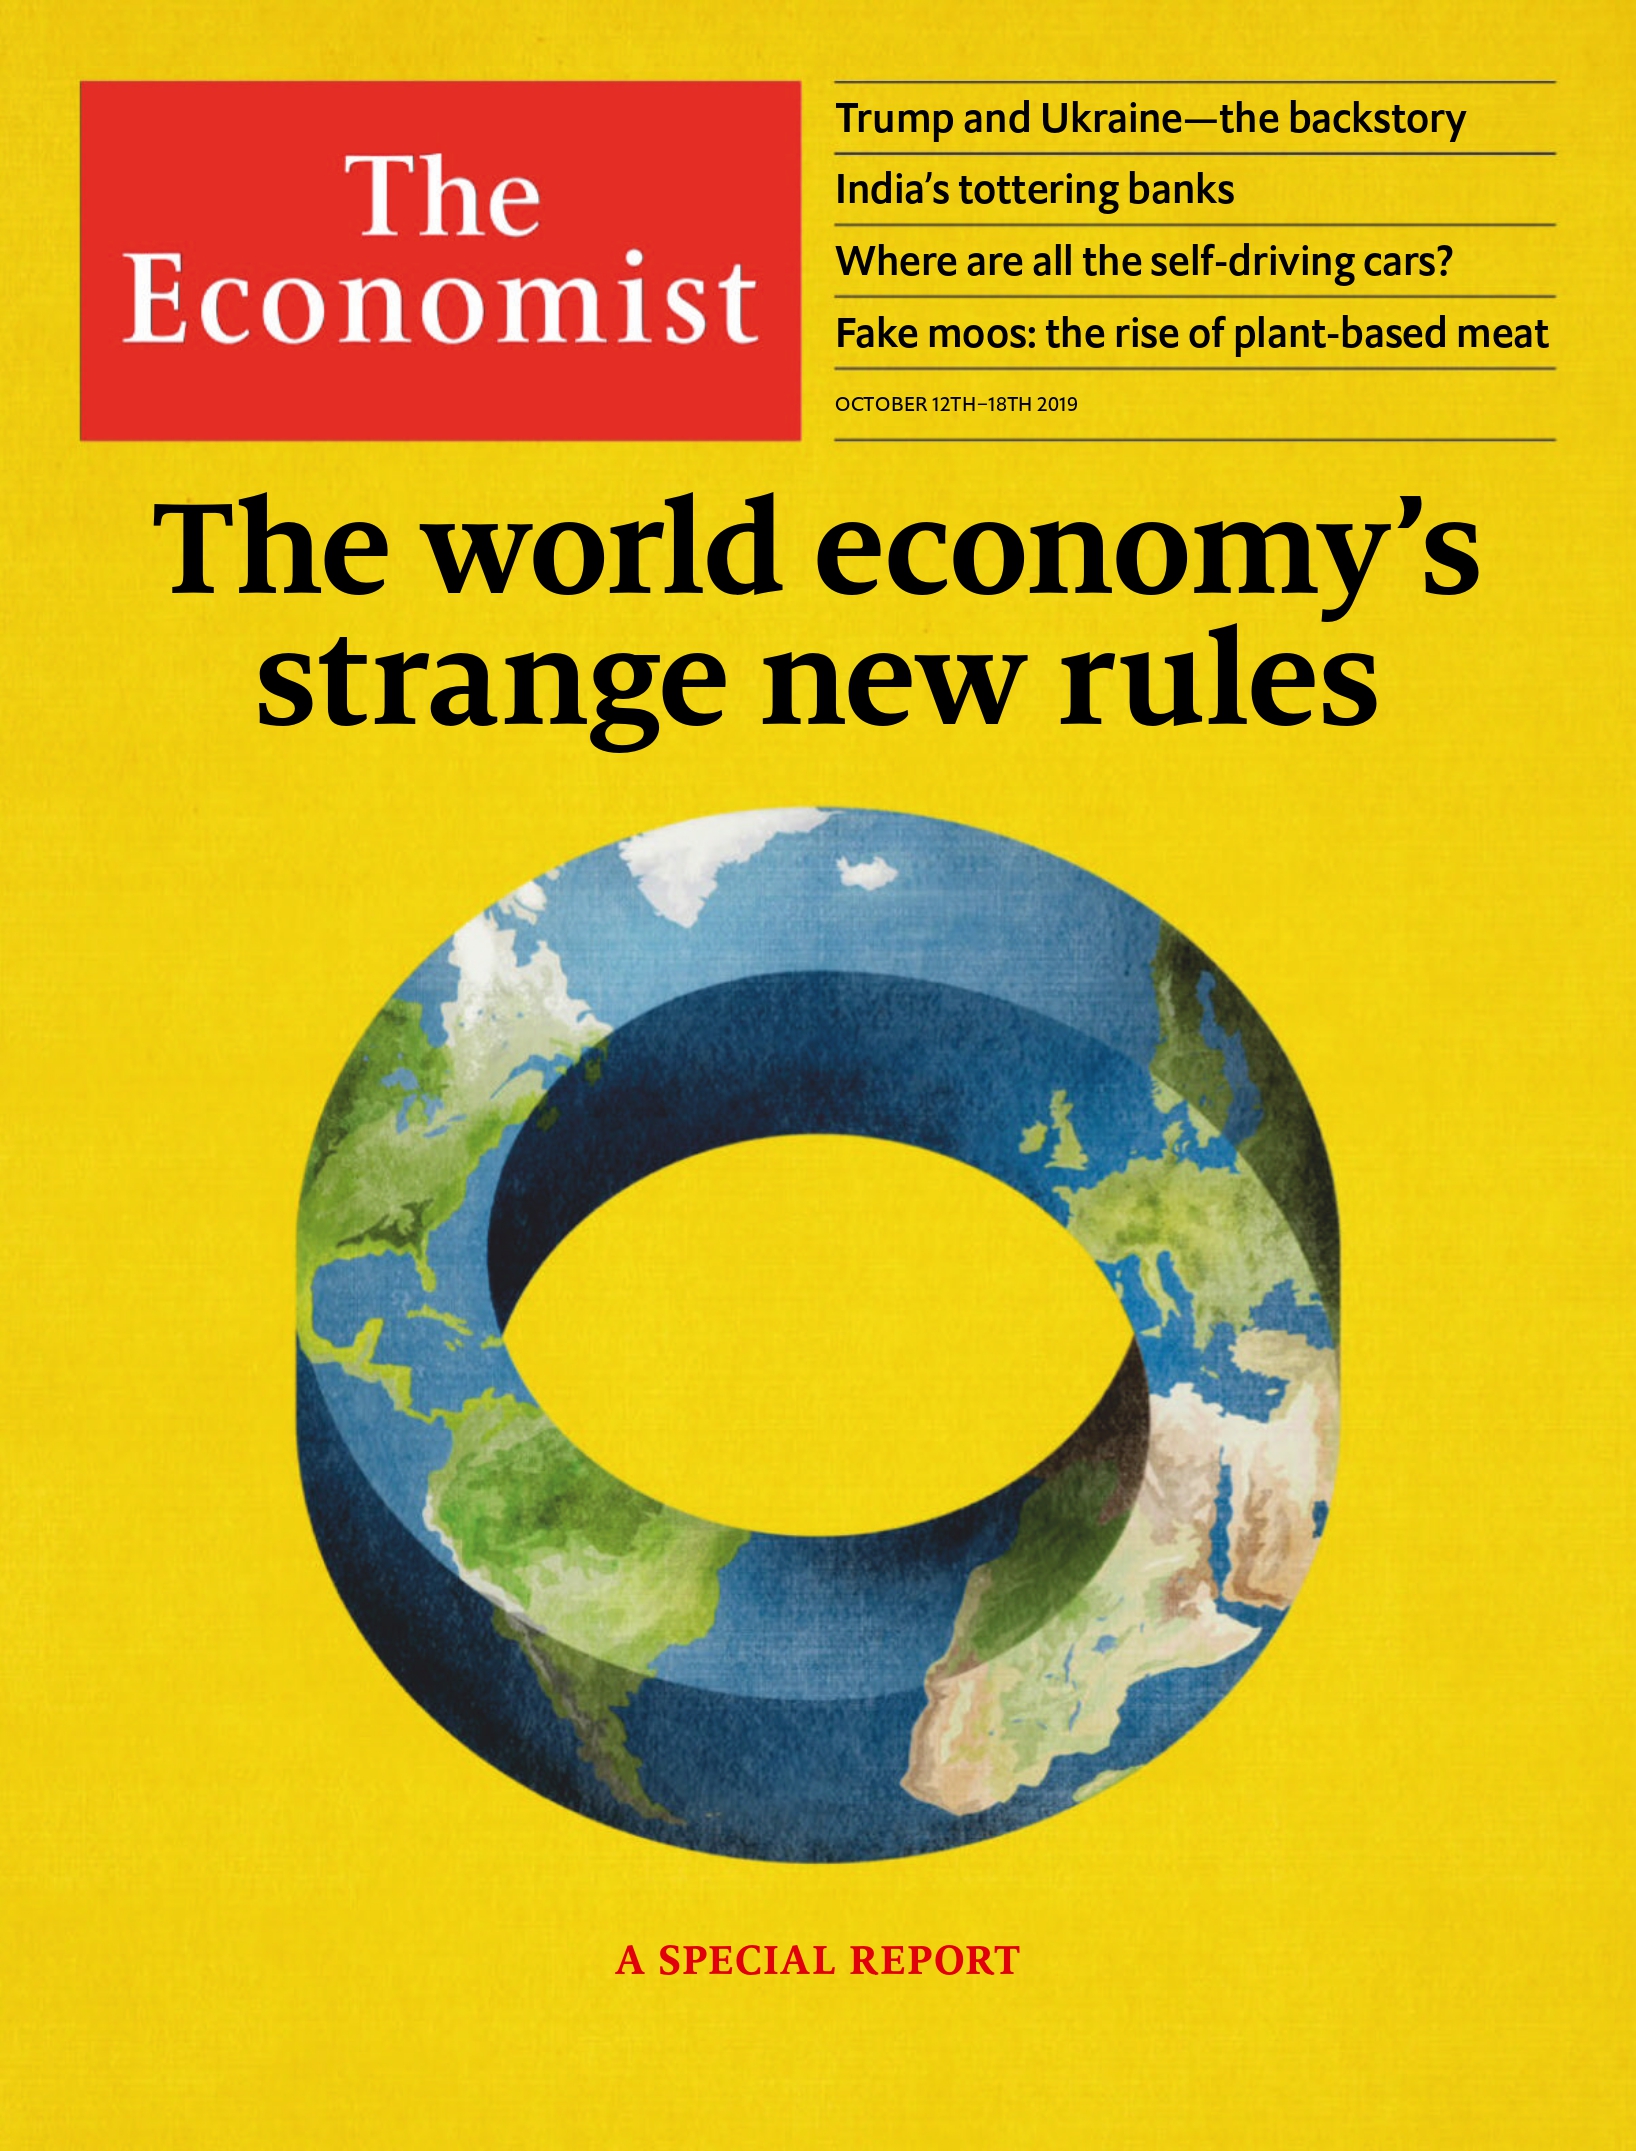 The
Economist
Trump and Ukraine—the backstory
India’s tottering banks
Where are all the self-driving cars?
Fake moos: the rise of plant-based meat
OCTOBER 12TH–18TH 2019
The world economy’s
strange new rules
A SPECIAL REPORT